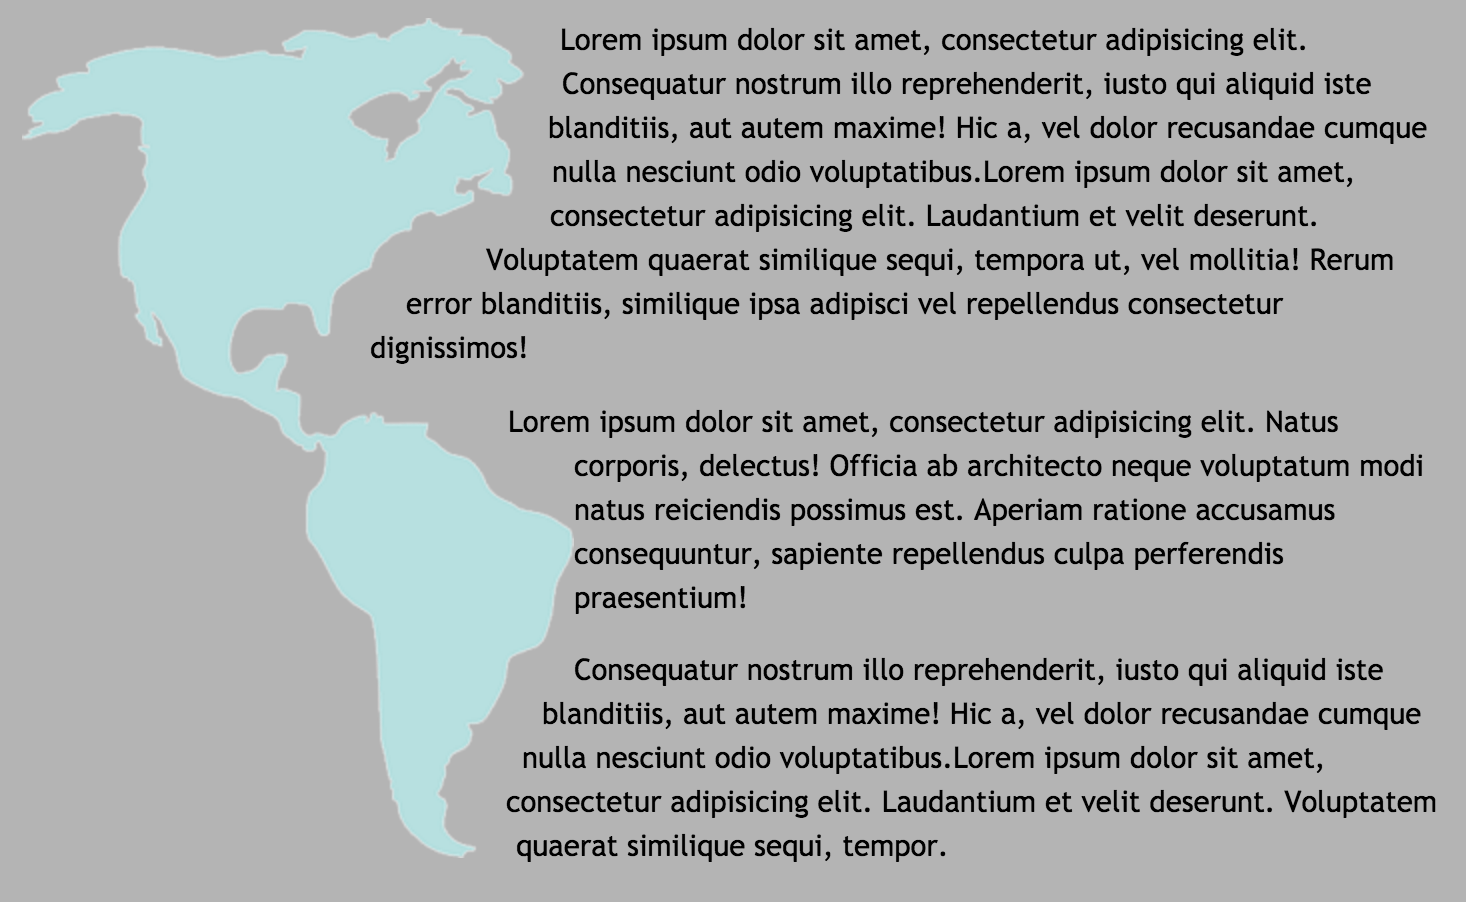 Lorem ipsum dolor sit amet, consectetur adipisicing elit.
Consequatur nostrum illo reprehenderit, iusto qui aliquid iste
blanditiis, aut autem maxime! Hic a, vel dolor recusandae cumque
nulla nesciunt odio voluptatibus.Lorem ipsum dolor sit amet,
consectetur adipisicing elit. Laudantium et velit deserunt.
Voluptatem quaerat similique sequi, tempora ut, vel mollitia! Rerum
error blanditiis, similique ipsa adipisci vel repellendus consectetur
dignissimos!
Lorem ipsum dolor sit amet, consectetur adipisicing elit. Natus
corporis, delectus! Officia ab architecto neque voluptatum modi
natus reiciendis possimus est. Aperiam ratione accusamus
consequuntur, sapiente repellendus culpa perferendis
praesentium!
Consequatur nostrum illo reprehenderit, iusto qui aliquid iste
blanditiis, aut autem maxime! Hic a, vel dolor recusandae cumque
nulla nesciunt odio voluptatibus.Lorem ipsum dolor sit amet,
consectetur adipisicing elit. Laudantium et velit deserunt. Voluptatem
quaerat similique sequi, tempor.